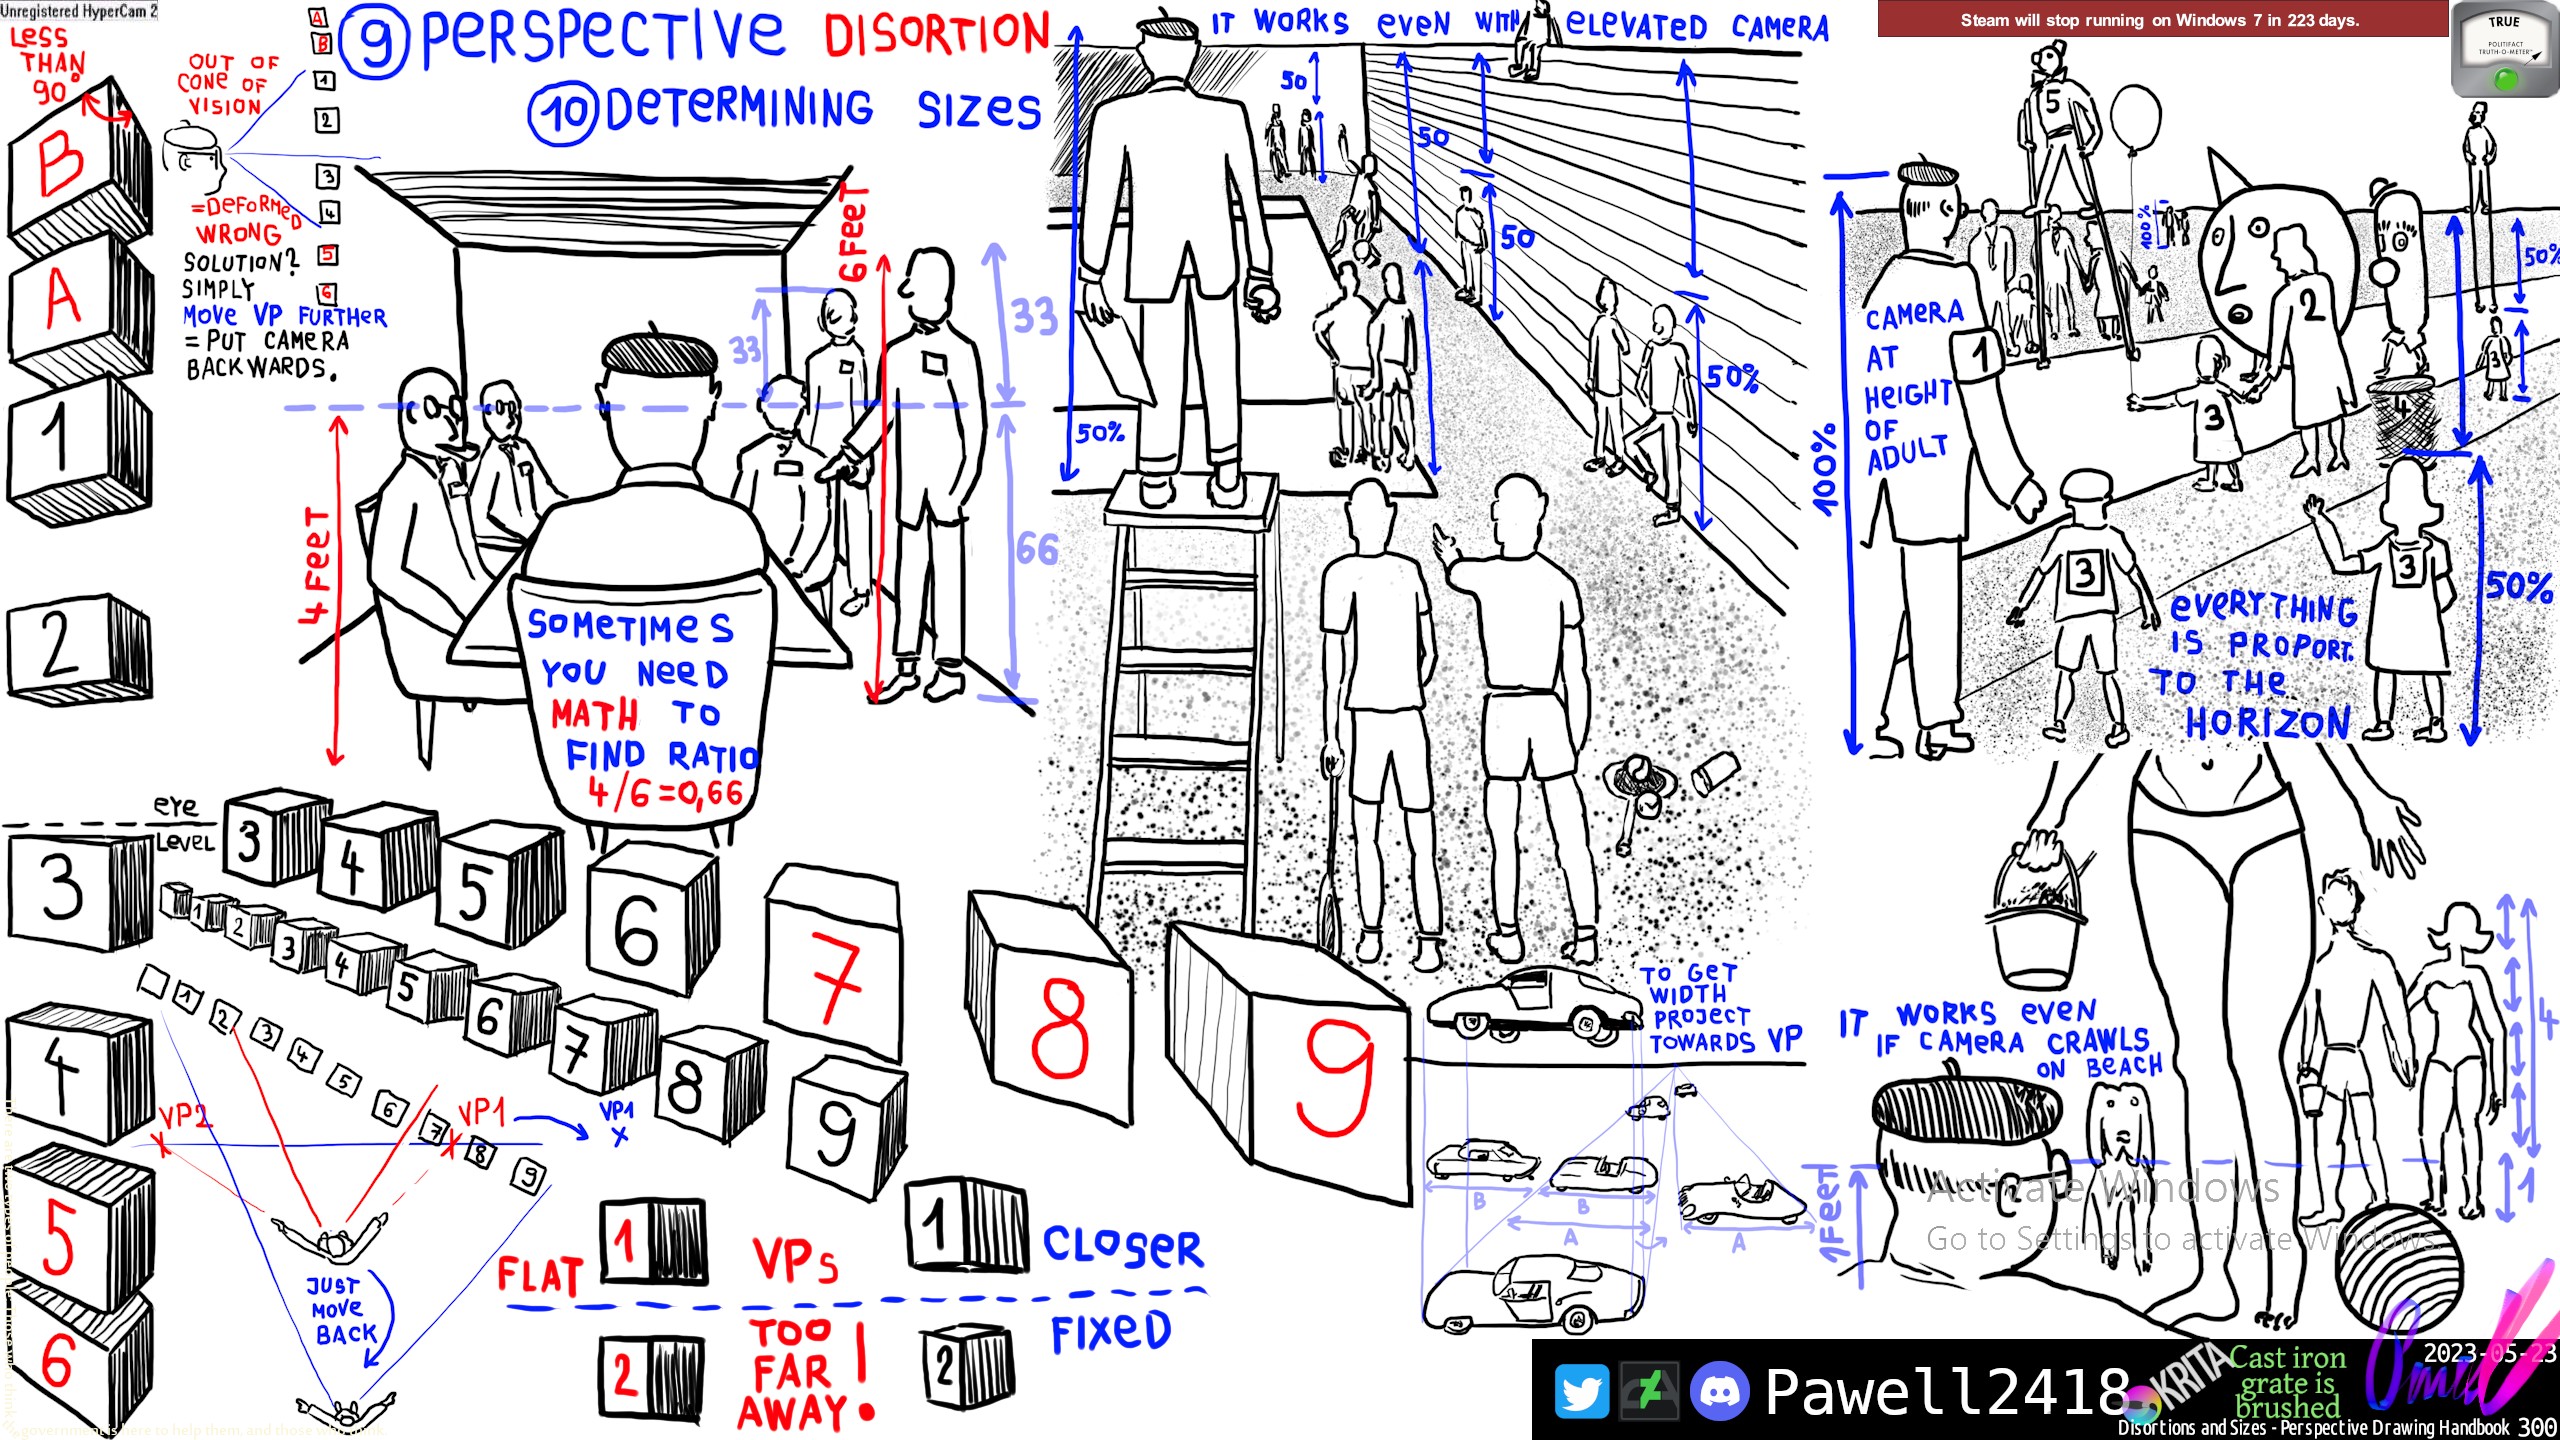 Unregistered HyperCam 2
LESS
THAN
90°
B
A
1
2
3
4
5
6
OUT OF
CONE OF
VISION
=DEFORMED
WRONG
SOLUTION?
SIMPLY
MOVE VP FURTHER
= PUT CAMERA
BACKWARDS.
A
B
1
2
3
4
5
6
9 PERSPECTIVE DISORTION
10 DETERMINING SIZES
4 FEET
6 FEET
33
33
66
SOMETIMES
YOU NEED
MATH TO
FIND RATIO
4/6=0,66
EYE
LEVEL
3
4
5
6
7
8
9
1
2
3
4
5
6
7
8
9
1
2
3
4
5
6
7
8
9
VP2
VP1
VP1
X
JUST
MOVE
BACK
FLAT
1
VPs
1
CLOSER
2
TOO
FAR
AWAY!
2
FIXED
IT WORKS EVEN WITH ELEVATED CAMERA
50
50
50
50%
50%
TO GET
WIDTH
PROJECT
TOWARDS VP
B
B
A
A
Steam will stop running on Windows 7 in 223 days.
TRUE
POLITIFACT
TRUTH-O-METER™
5
100%
50%
CAMERA
AT
HEIGHT
OF
ADULT
1
2
3
4
3
3
3
100%
50%
EVERYTHING
IS PROPORT.
TO THE
HORIZON
IT WORKS EVEN
IF CAMERA CRAWLS
ON BEACH
1FEET
4
1
Activate Windows
Go to Settings to activate Windows.
Pawell2418
KRITA
Cast iron
grate is
brushed
2023-05-23
Disortions and Sizes - Perspective Drawing Handbook 300